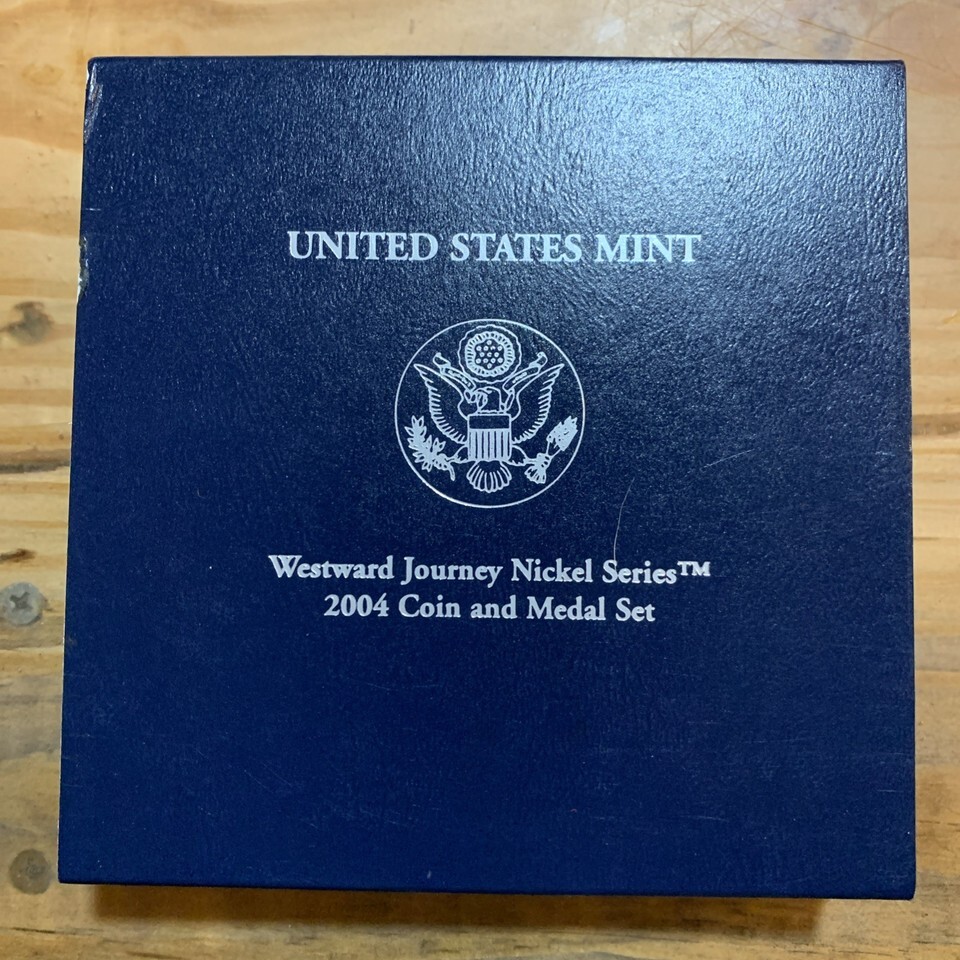 UNITED STATES MINT
Westward Journey Nickel Series™
2004 Coin and Medal Set